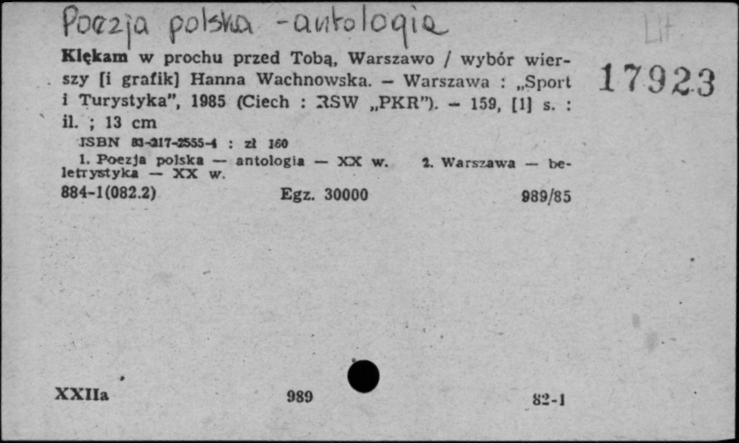 Poezja polska - antologia
Lit
Klękam w prochu przed Tobą, Warszawo / wybór wier-
szy [i grafik] Hanna Wachnowska. — Warszawa : „Sport
i Turystyka”, 1985 (Ciech : RSW „PKR”). — 159, [1] s. :
il. ; 13 cm
17923
ISBN 83-217-2555-4 : zł 160
1. Poezja polska — antologia — XX w. 2. Warszawa — be-
letrystyka — XX w.
884-1(082.2) Egz. 30000 989/85
XXIIa 989 82-1